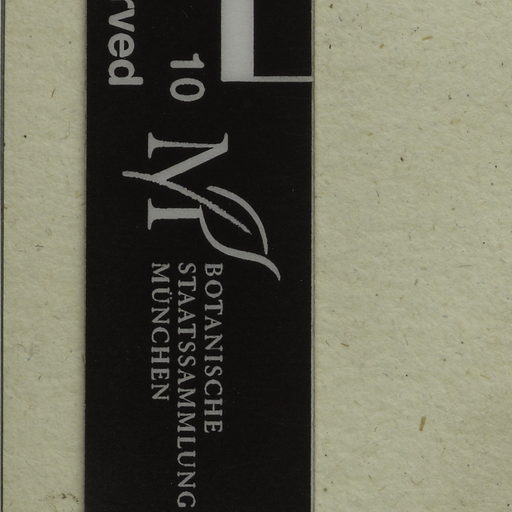 10
rved
BOTANISCHE
STAATSSAMMLUNG
MÜNCHEN